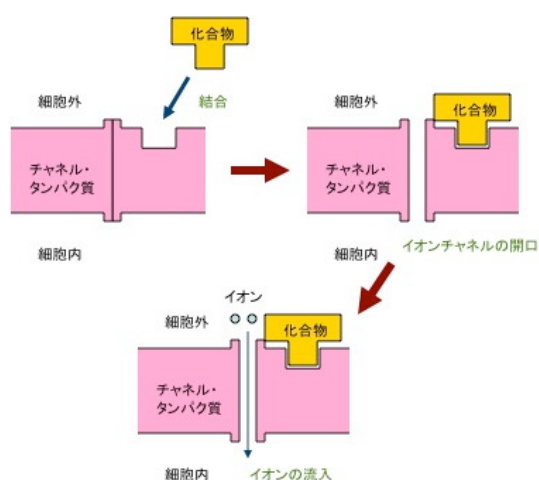 化合物
細胞外
結合
チャネル・
タンパク質
細胞内
細胞外
化合物
チャネル・
タンパク質
細胞内
イオンチャネルの開口
イオン
細胞外
化合物
チャネル・
タンパク質
細胞内
イオンの流入